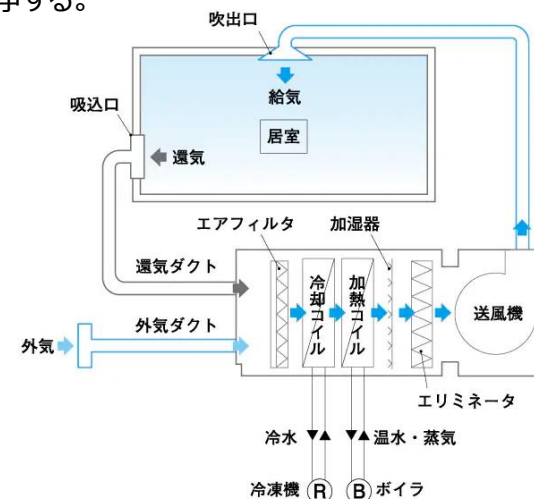 する。
吹出口
給気
吸込口
居室
還気
エアフィルタ
加湿器
還気ダクト
冷却コイル
加熱コイル
送風機
外気ダクト
外気
エリミネータ
冷水
温水・蒸気
冷凍機
R
B
ボイラ